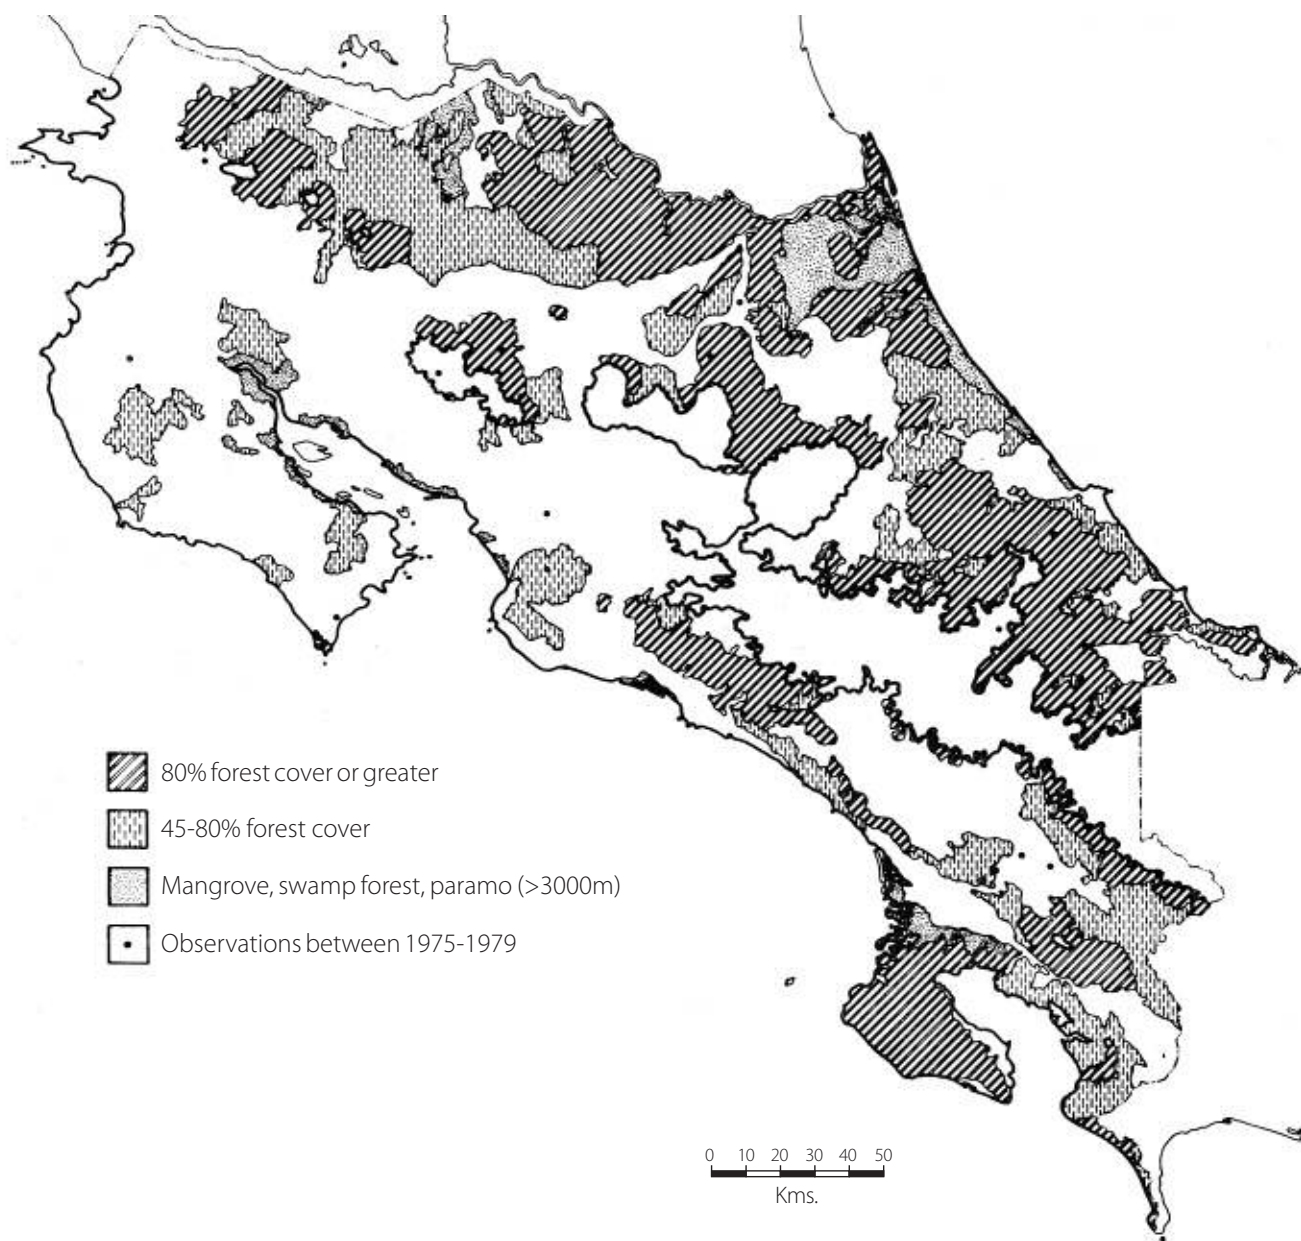 80% forest cover or greater
45-80% forest cover
Mangrove, swamp forest, paramo (>3000m)
Observations between 1975-1979
0 10 20 30 40 50
Kms.